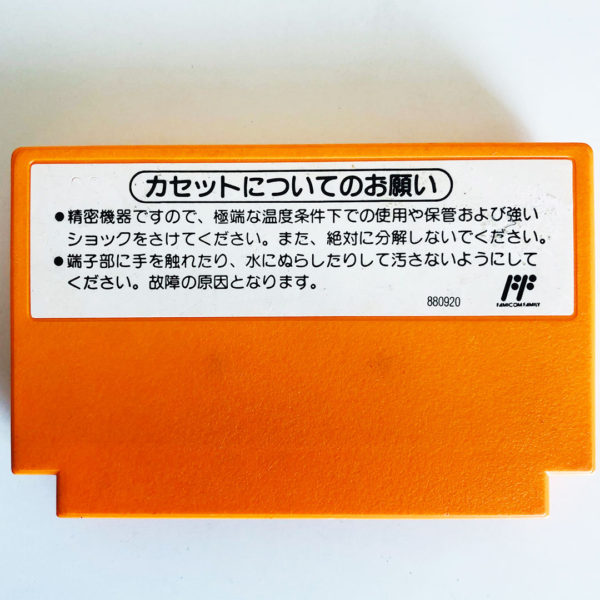 カセットについてのお願い
●精密機器ですので、極端な温度条件下での使用や保管および強い
ショックをさけてください。また、絶対に分解しないでください。
●端子部に手を触れたり、水にぬらしたりして汚さないようにして
ください。故障の原因となります。
880920
FF
FAMICOM FAMILY